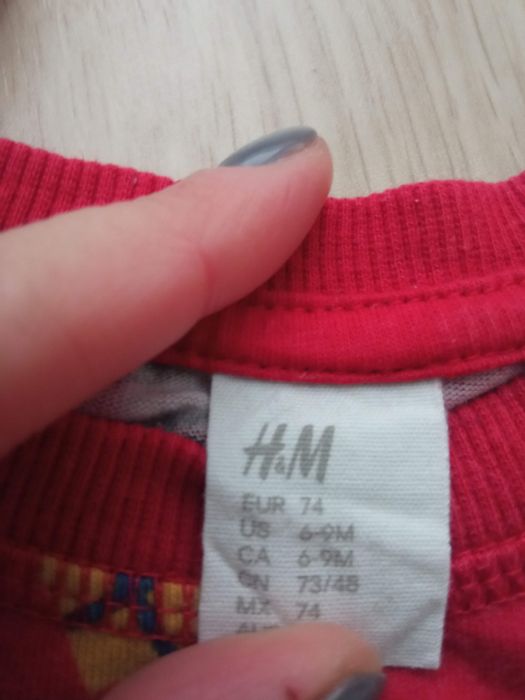 H&M
EUR 74
US 6-9M
CA 6-9M
CN 73/48
MX 74